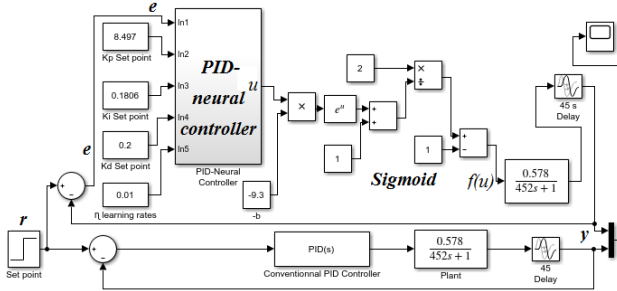 e
In1
8.497
Kp Set point
In2
0.1806
Ki Set point
In3
0.2
Kd Set point
In4
0.01
η learning rates
In5
PID-
neural
controller
u
PID-Neural
Controller
-9.3
-b
×
eᵘ
1
+
+
2
×
÷
1
+
−
Sigmoid
f(u)
0.578
452s + 1
45 s
Delay
e
+
−
r
Set point
+
−
PID(s)
Conventionnal PID Controller
0.578
452s + 1
Plant
45
Delay
y